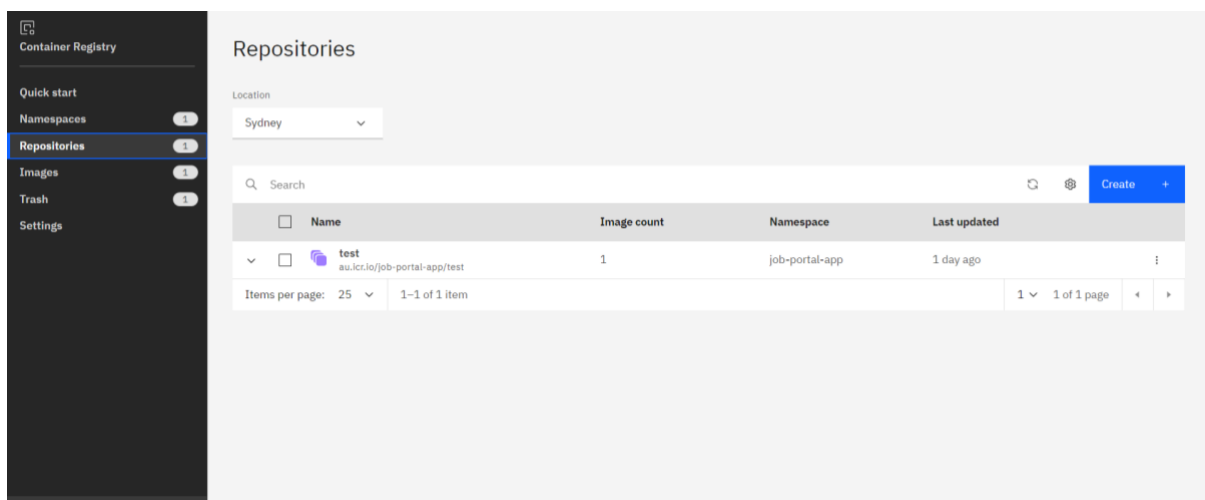 Container Registry
Quick start
Namespaces 1
Repositories 1
Images 1
Trash 1
Settings
Repositories
Location
Sydney
Search
Create +
Name Image count Namespace Last updated
test
au.icr.io/job-portal-app/test
1 job-portal-app 1 day ago
Items per page: 25 1–1 of 1 item 1 1 of 1 page